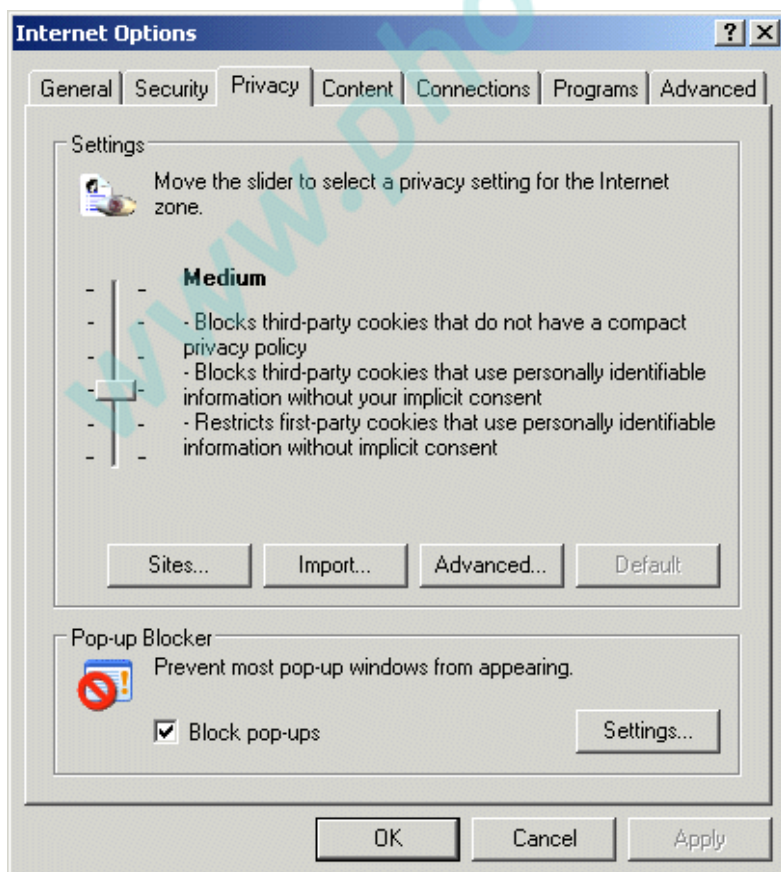 Internet Options
General Security Privacy Content Connections Programs Advanced
Settings
Move the slider to select a privacy setting for the Internet
zone.
Medium
- Blocks third-party cookies that do not have a compact
privacy policy
- Blocks third-party cookies that use personally identifiable
information without your implicit consent
- Restricts first-party cookies that use personally identifiable
information without implicit consent
Sites... Import... Advanced... Default
Pop-up Blocker
Prevent most pop-up windows from appearing.
Block pop-ups
Settings...
OK Cancel Apply
www.pho